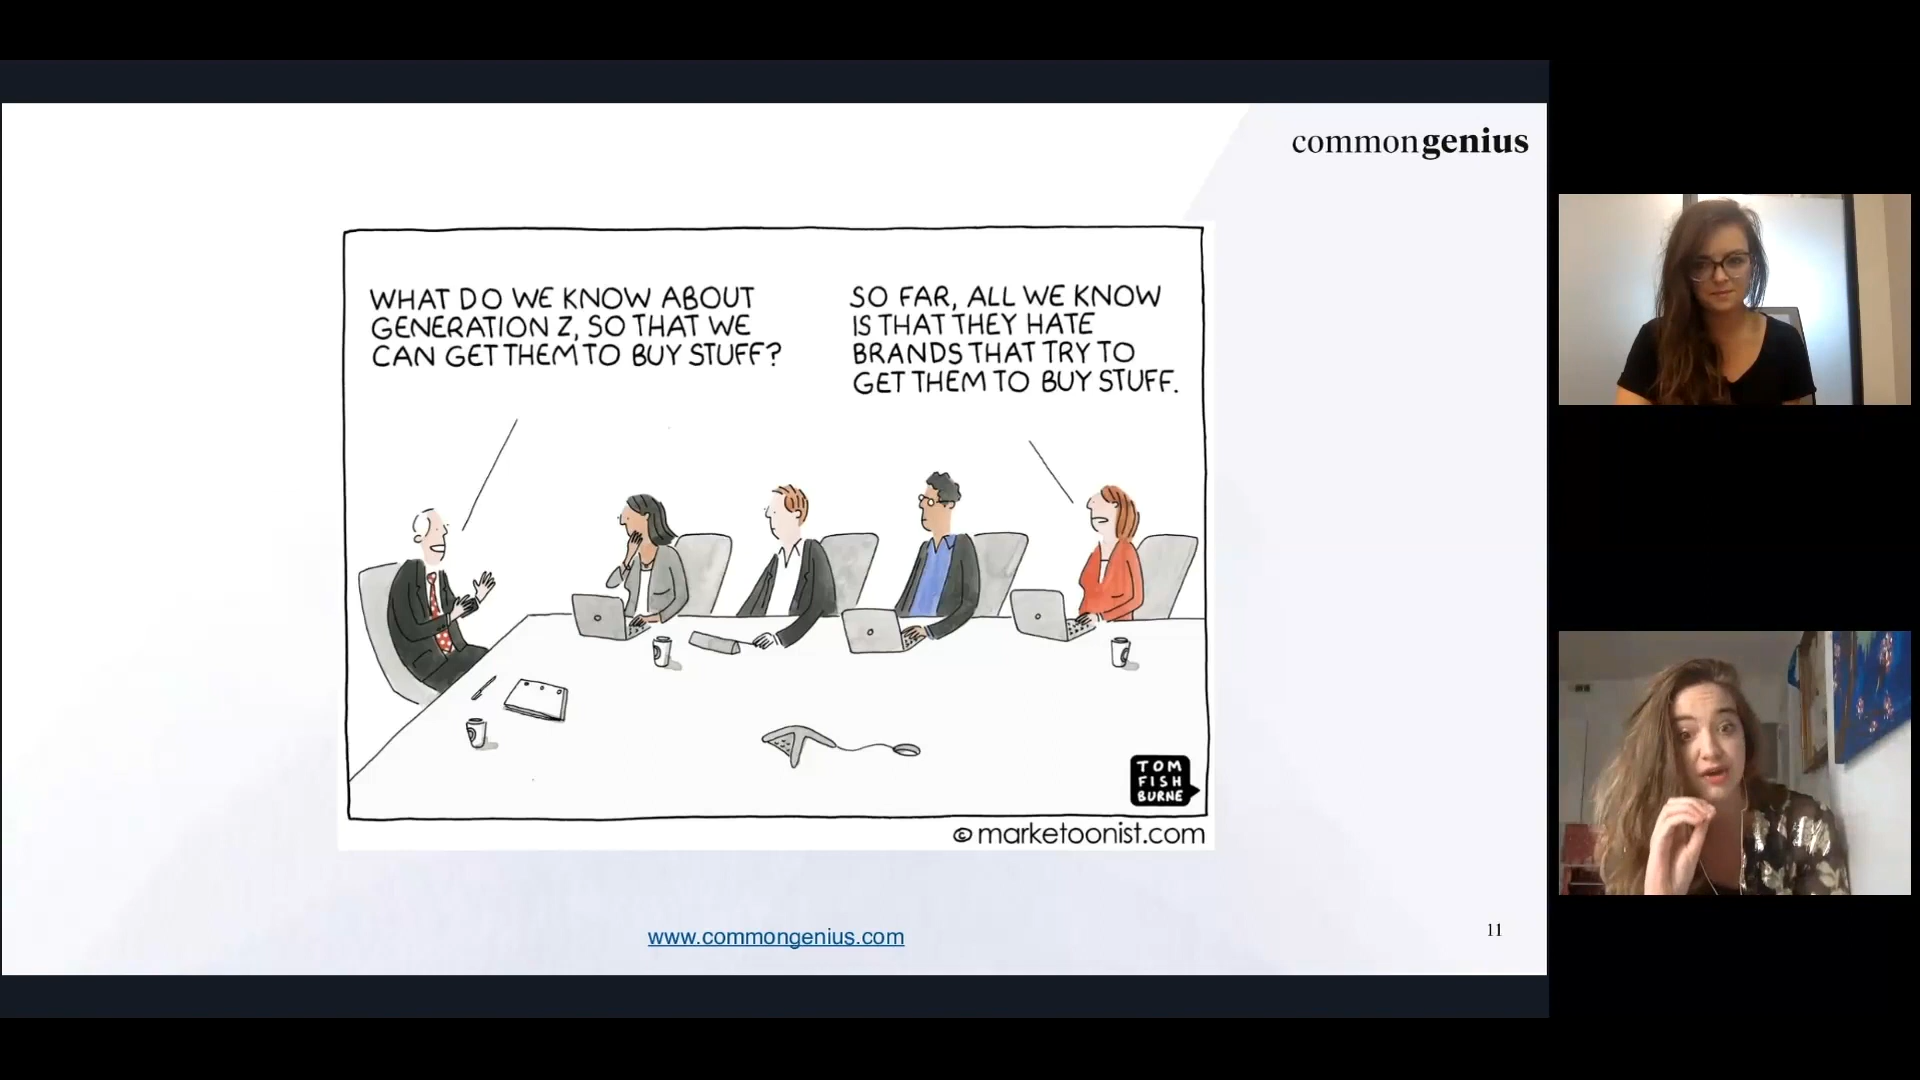 commongenius
WHAT DO WE KNOW ABOUT
GENERATION Z, SO THAT WE
CAN GET THEM TO BUY STUFF?
SO FAR, ALL WE KNOW
IS THAT THEY HATE
BRANDS THAT TRY TO
GET THEM TO BUY STUFF.
TOM
FISH
BURNE
© marketoonist.com
www.commongenius.com
11